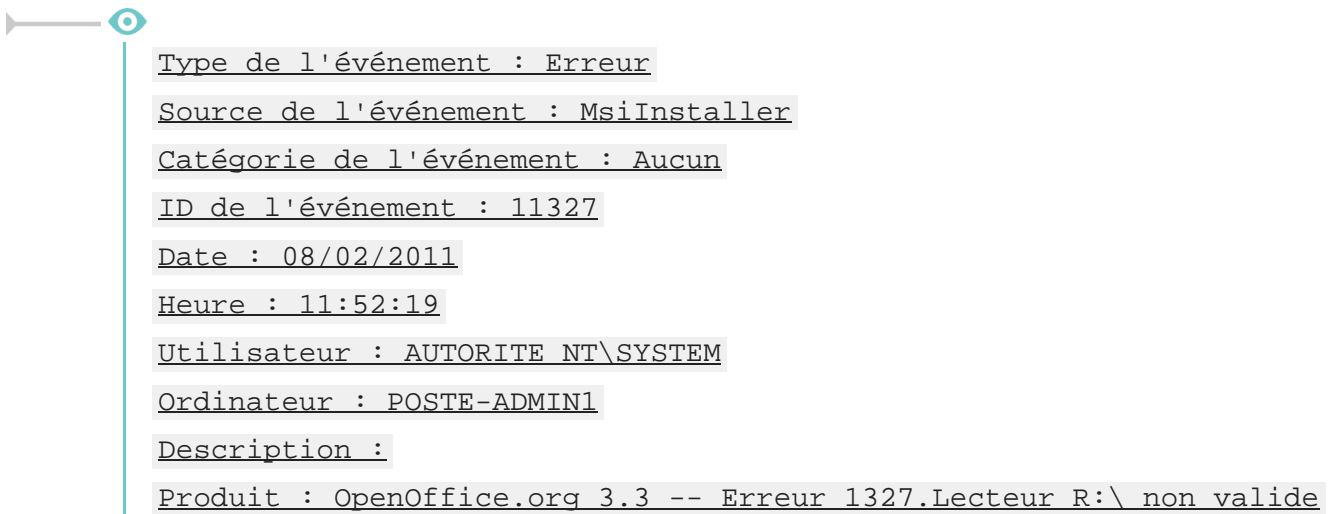 Type de l'événement : Erreur
Source de l'événement : MsiInstaller
Catégorie de l'événement : Aucun
ID de l'événement : 11327
Date : 08/02/2011
Heure : 11:52:19
Utilisateur : AUTORITE NT\SYSTEM
Ordinateur : POSTE-ADMIN1
Description :
Produit : OpenOffice.org 3.3 -- Erreur 1327.Lecteur R:\ non valide